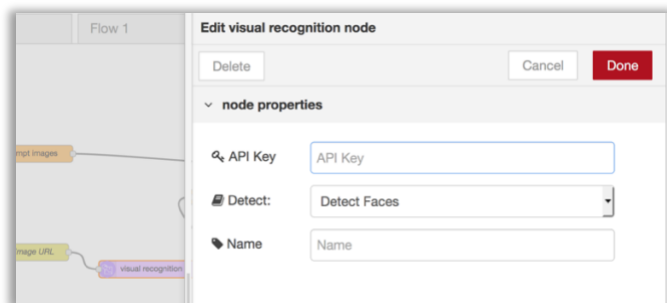 Flow 1
Edit visual recognition node
Delete
Cancel
Done
node properties
API Key
API Key
Detect:
Detect Faces
Name
Name
mpt images
mage URL
visual recognition